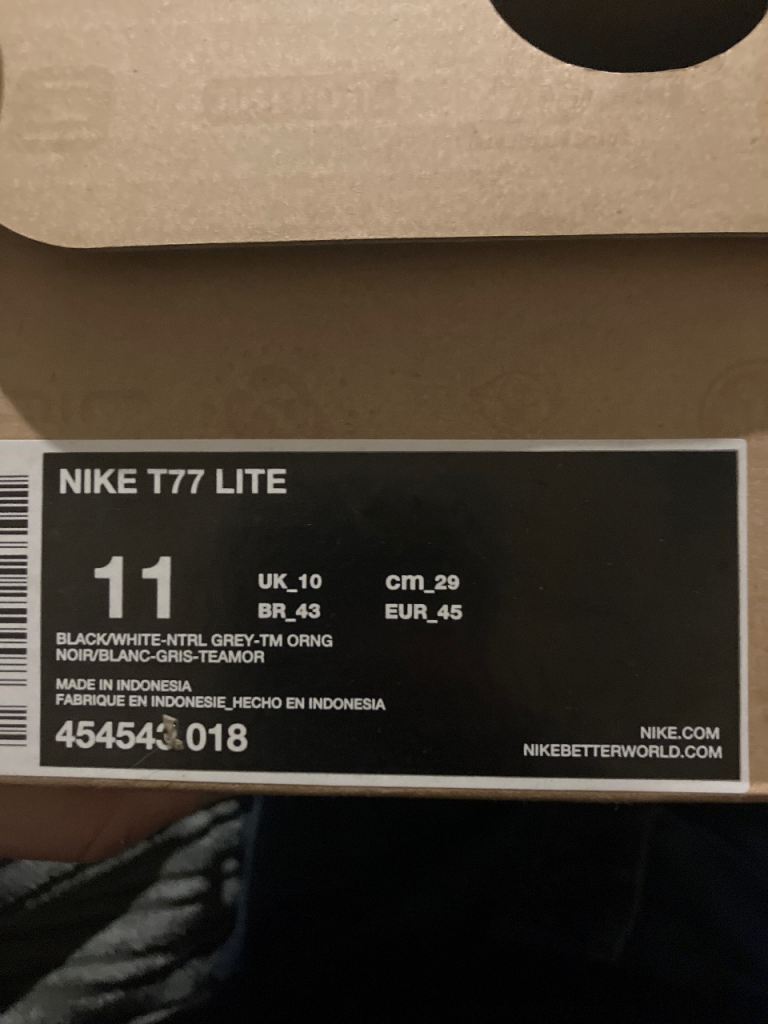 NIKE T77 LITE
11
UK_10 cm_29
BR_43 EUR_45
BLACK/WHITE-NTRL GREY-TM ORNG
NOIR/BLANC-GRIS-TEAMOR
MADE IN INDONESIA
FABRIQUE EN INDONESIE_HECHO EN INDONESIA
454543 018
NIKE.COM
NIKEBETTERWORLD.COM